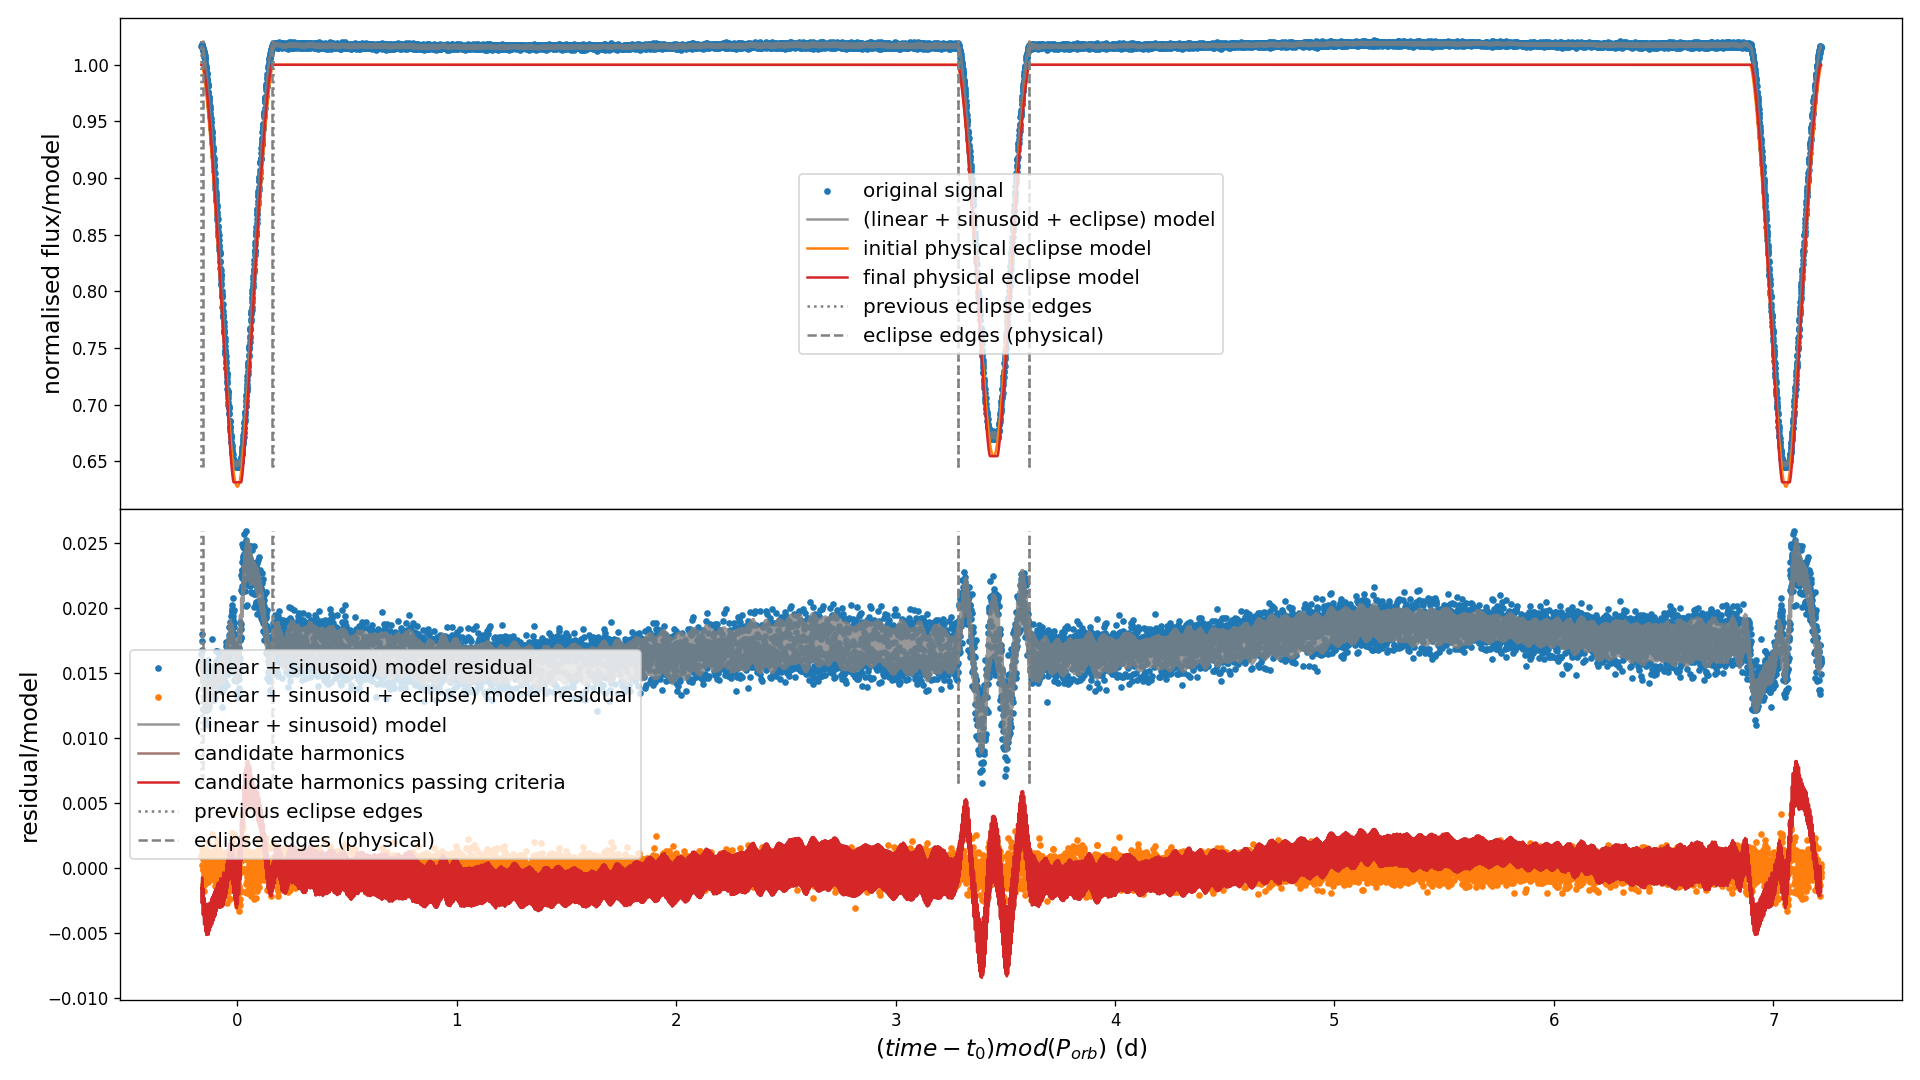 normalised flux/model
1.00
0.95
0.90
0.85
0.80
0.75
0.70
0.65
original signal
(linear + sinusoid + eclipse) model
initial physical eclipse model
final physical eclipse model
previous eclipse edges
eclipse edges (physical)
residual/model
0.025
0.020
0.015
0.010
0.005
0.000
−0.005
−0.010
(linear + sinusoid) model residual
(linear + sinusoid + eclipse) model residual
(linear + sinusoid) model
candidate harmonics
candidate harmonics passing criteria
previous eclipse edges
eclipse edges (physical)
0 1 2 3 4 5 6 7
(time − t₀)mod(Pₒᵣb) (d)